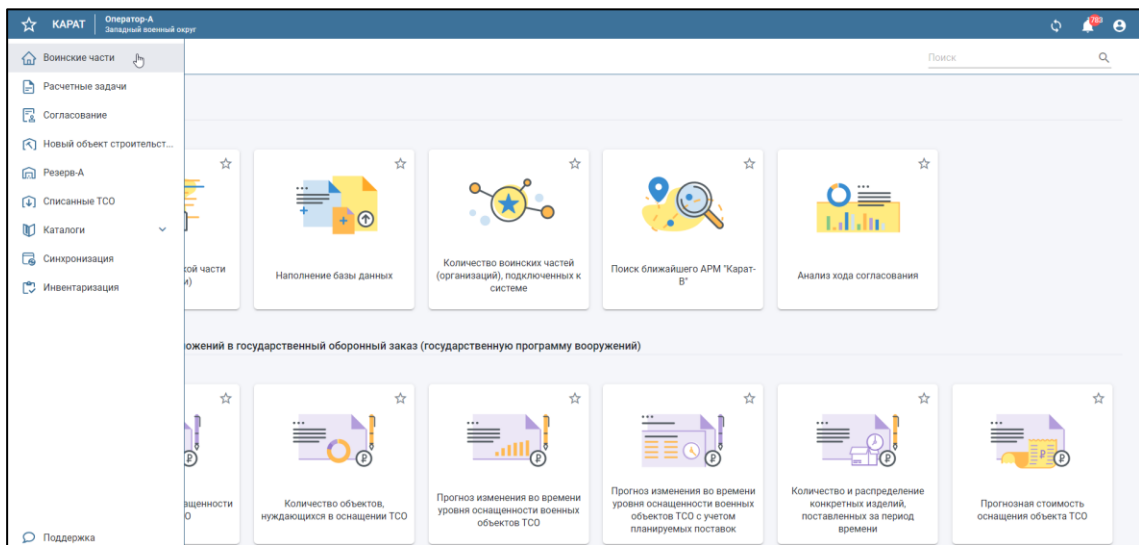 КАРАТ
Оператор-А
Западный военный округ
783
Воинские части
Поиск
Расчетные задачи
Согласование
Новый объект строительст...
Резерв-А
Списанные ТСО
Каталоги
Синхронизация
Инвентаризация
Поддержка
кой части
и)
Наполнение базы данных
Количество воинских частей
(организаций), подключенных к
системе
Поиск ближайшего АРМ "Карат-
В"
Анализ хода согласования
ожений в государственный оборонный заказ (государственную программу вооружений)
ащенности
О
Количество объектов,
нуждающихся в оснащении ТСО
Прогноз изменения во времени
уровня оснащенности военных
объектов ТСО
Прогноз изменения во времени
уровня оснащенности военных
объектов ТСО с учетом
планируемых поставок
Количество и распределение
конкретных изделий,
поставленных за период
времени
Прогнозная стоимость
оснащения объекта ТСО